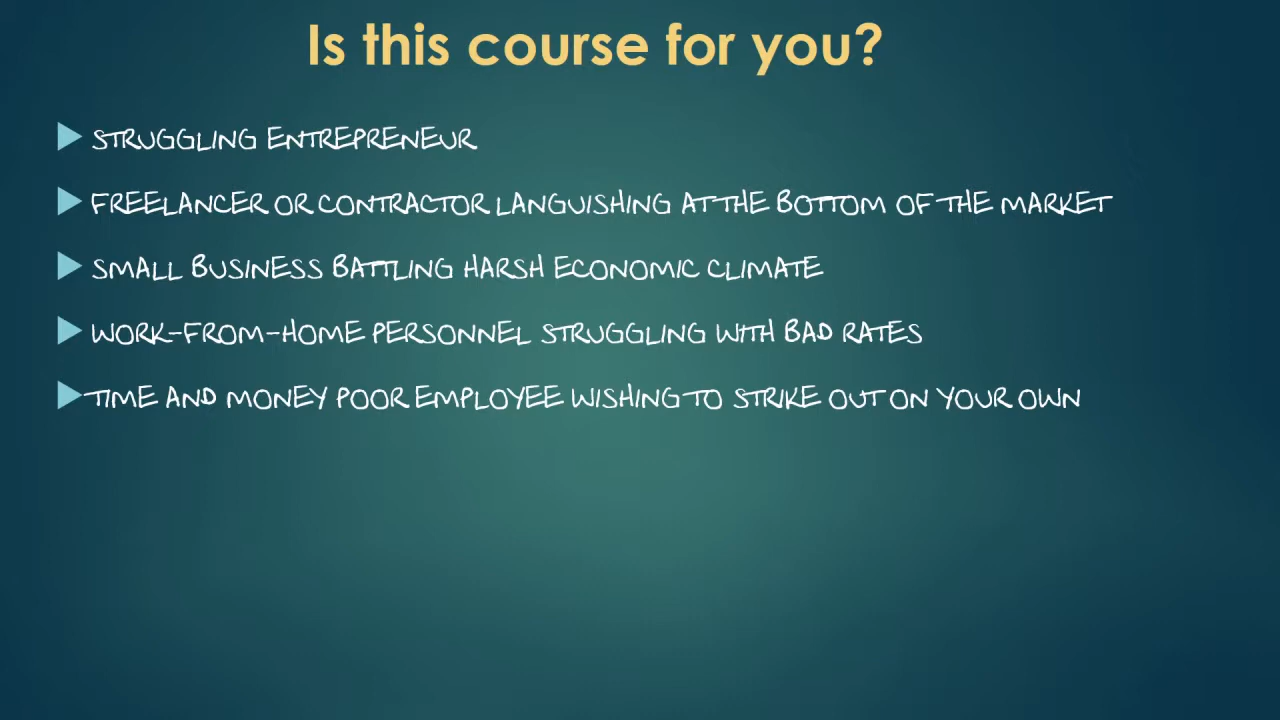 Is this course for you?
STRUGGLING ENTREPRENEUR
FREELANCER OR CONTRACTOR LANGUISHING AT THE BOTTOM OF THE MARKET
SMALL BUSINESS BATTLING HARSH ECONOMIC CLIMATE
WORK-FROM-HOME PERSONNEL STRUGGLING WITH BAD RATES
TIME AND MONEY POOR EMPLOYEE WISHING TO STRIKE OUT ON YOUR OWN